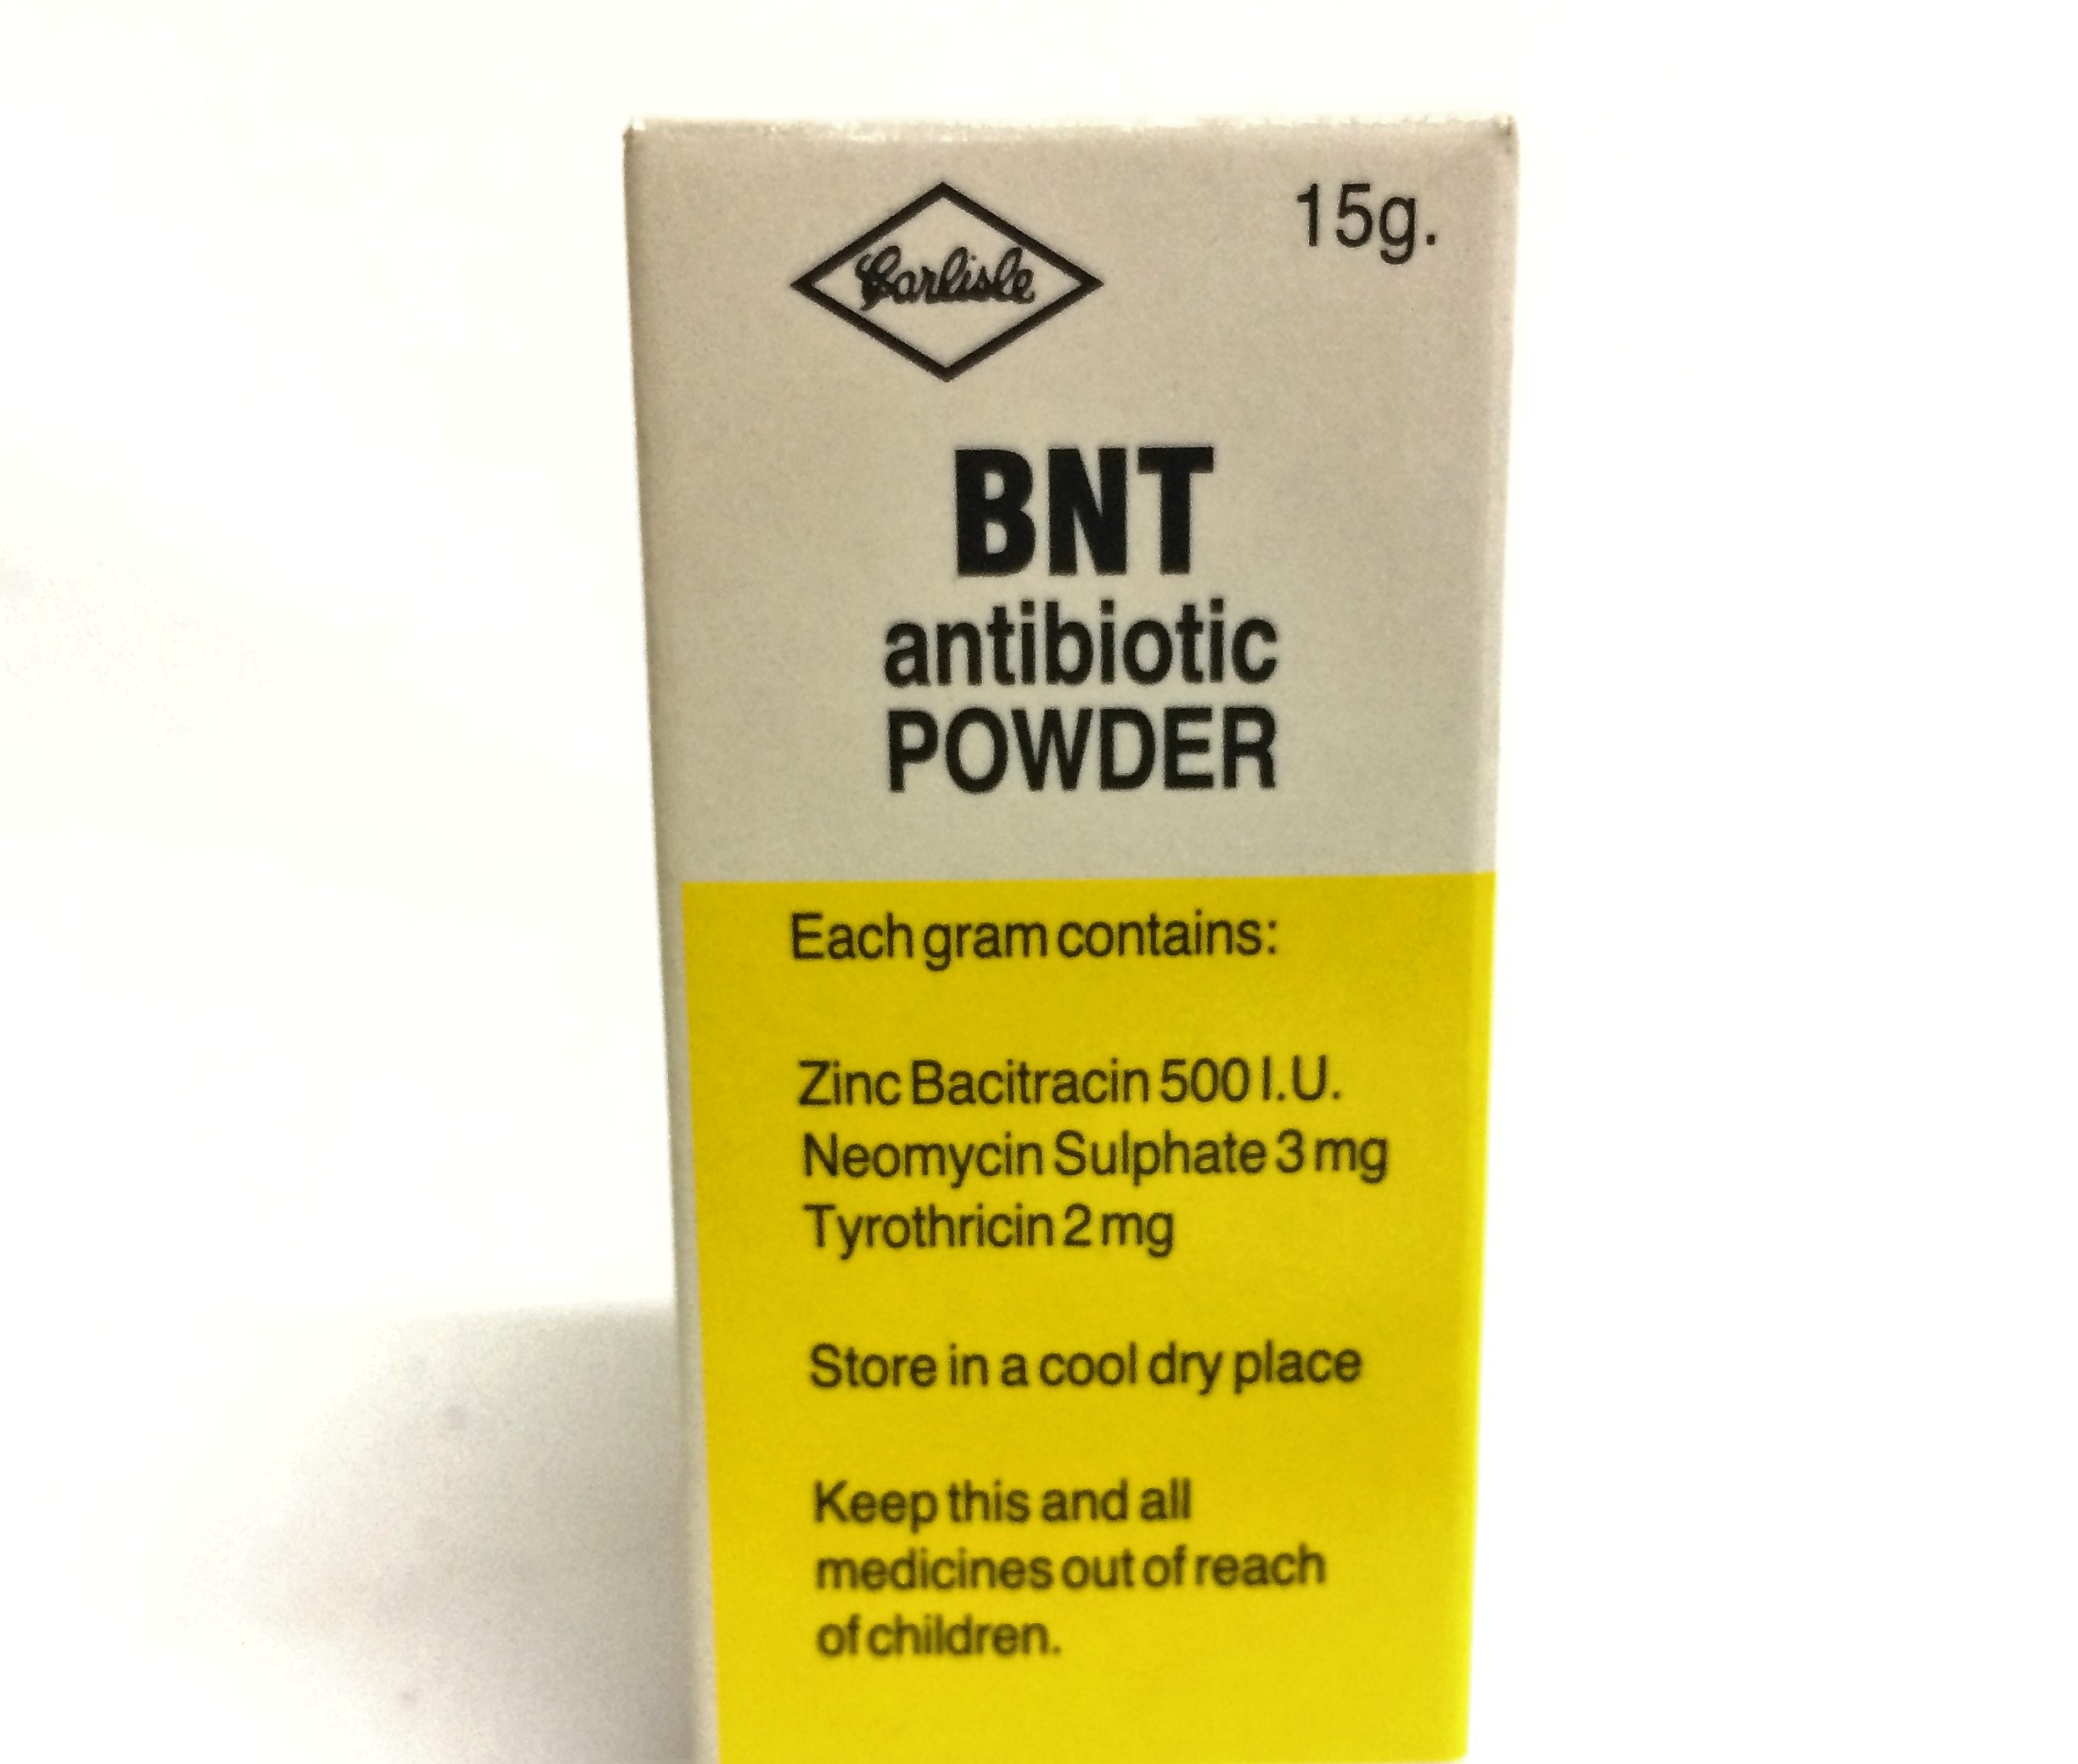 Carlisle
15g.
BNT
antibiotic
POWDER
Each gram contains:
Zinc Bacitracin 500 I.U.
Neomycin Sulphate 3 mg
Tyrothricin 2 mg
Store in a cool dry place
Keep this and all
medicines out of reach
of children.